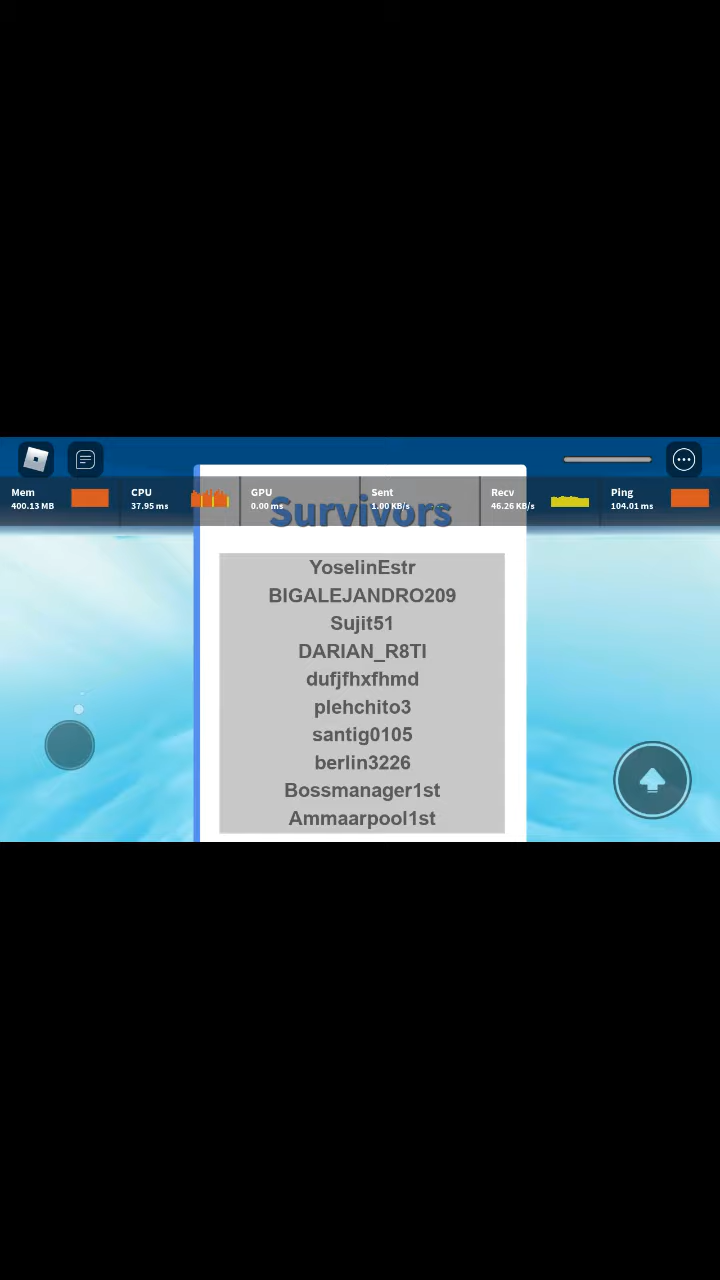 Mem
400.13 MB
CPU
37.95 ms
GPU
0.00 ms
Sent
1.00 KB/s
Recv
46.26 KB/s
Ping
104.01 ms
Survivors
YoselinEstr
BIGALEJANDRO209
Sujit51
DARIAN_R8TI
dufjfhxfhmd
plehchito3
santig0105
berlin3226
Bossmanager1st
Ammaarpool1st